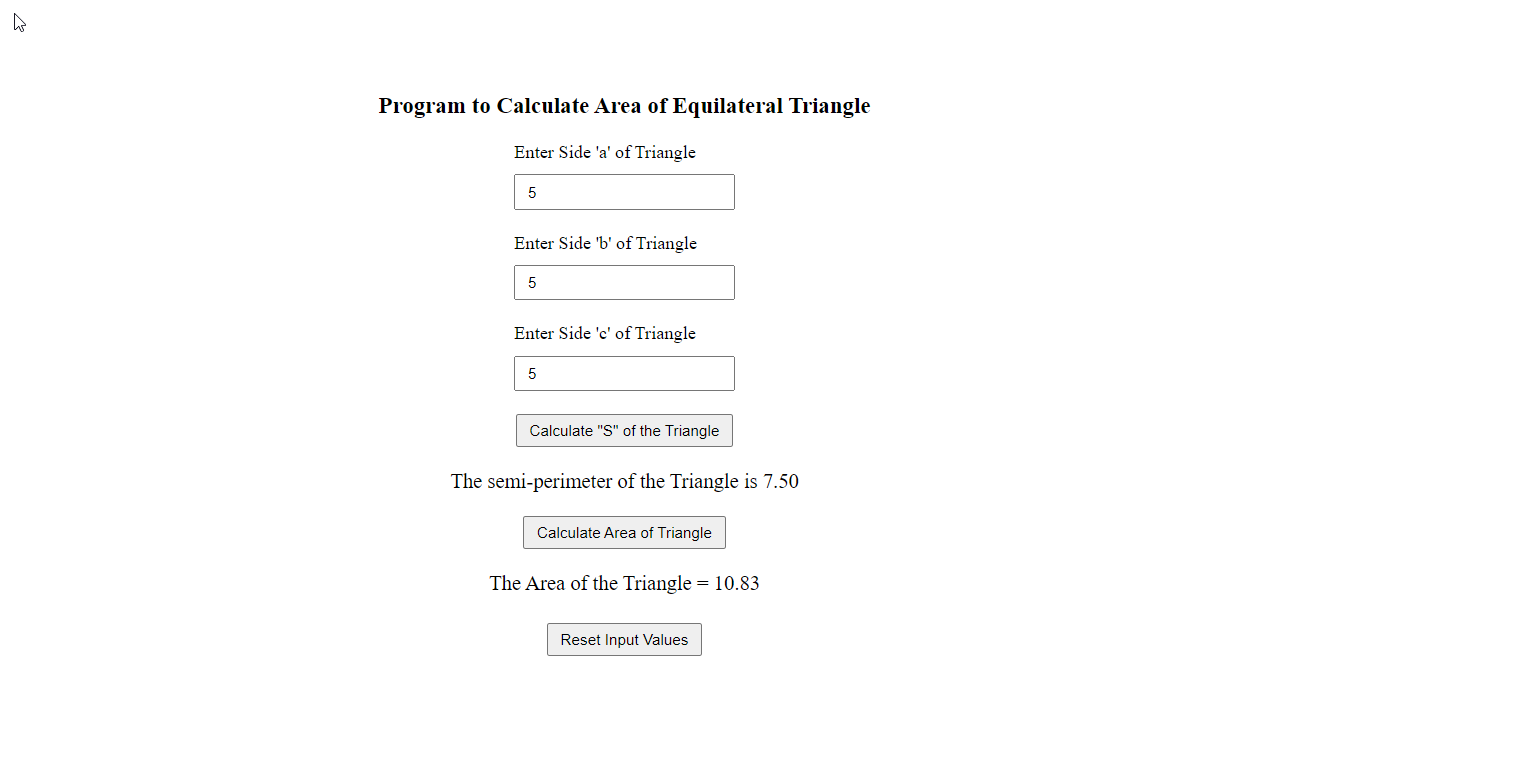 Program to Calculate Area of Equilateral Triangle
Enter Side 'a' of Triangle
5
Enter Side 'b' of Triangle
5
Enter Side 'c' of Triangle
5
Calculate "S" of the Triangle
The semi-perimeter of the Triangle is 7.50
Calculate Area of Triangle
The Area of the Triangle = 10.83
Reset Input Values